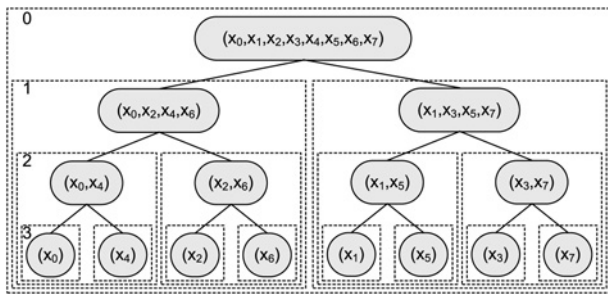 0
(x₀,x₁,x₂,x₃,x₄,x₅,x₆,x₇)
1
(x₀,x₂,x₄,x₆) (x₁,x₃,x₅,x₇)
2
(x₀,x₄) (x₂,x₆) (x₁,x₅) (x₃,x₇)
3
(x₀) (x₄) (x₂) (x₆) (x₁) (x₅) (x₃) (x₇)